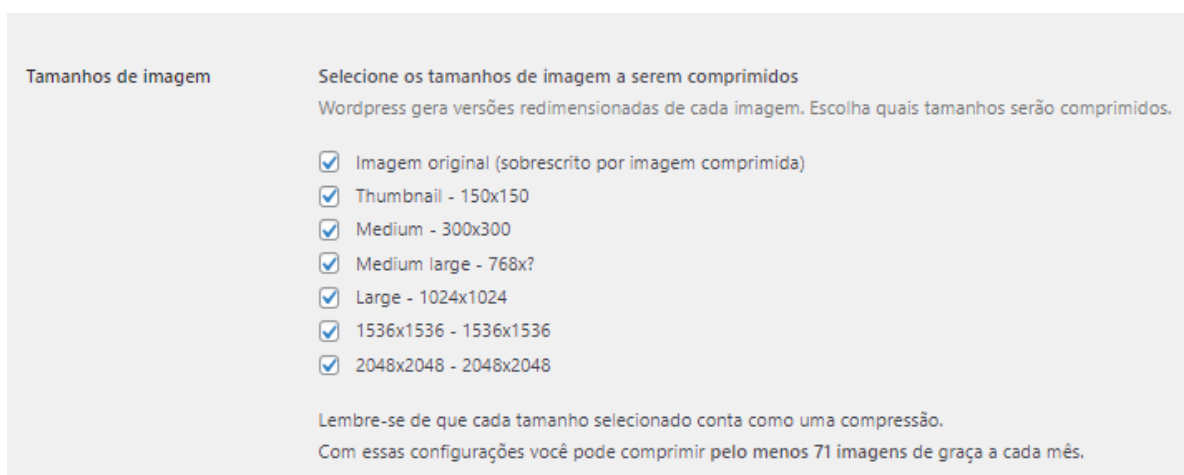 Tamanhos de imagem
Selecione os tamanhos de imagem a serem comprimidos
Wordpress gera versões redimensionadas de cada imagem. Escolha quais tamanhos serão comprimidos.
Imagem original (sobrescrito por imagem comprimida)
Thumbnail - 150x150
Medium - 300x300
Medium large - 768x?
Large - 1024x1024
1536x1536 - 1536x1536
2048x2048 - 2048x2048
Lembre-se de que cada tamanho selecionado conta como uma compressão.
Com essas configurações você pode comprimir pelo menos 71 imagens de graça a cada mês.